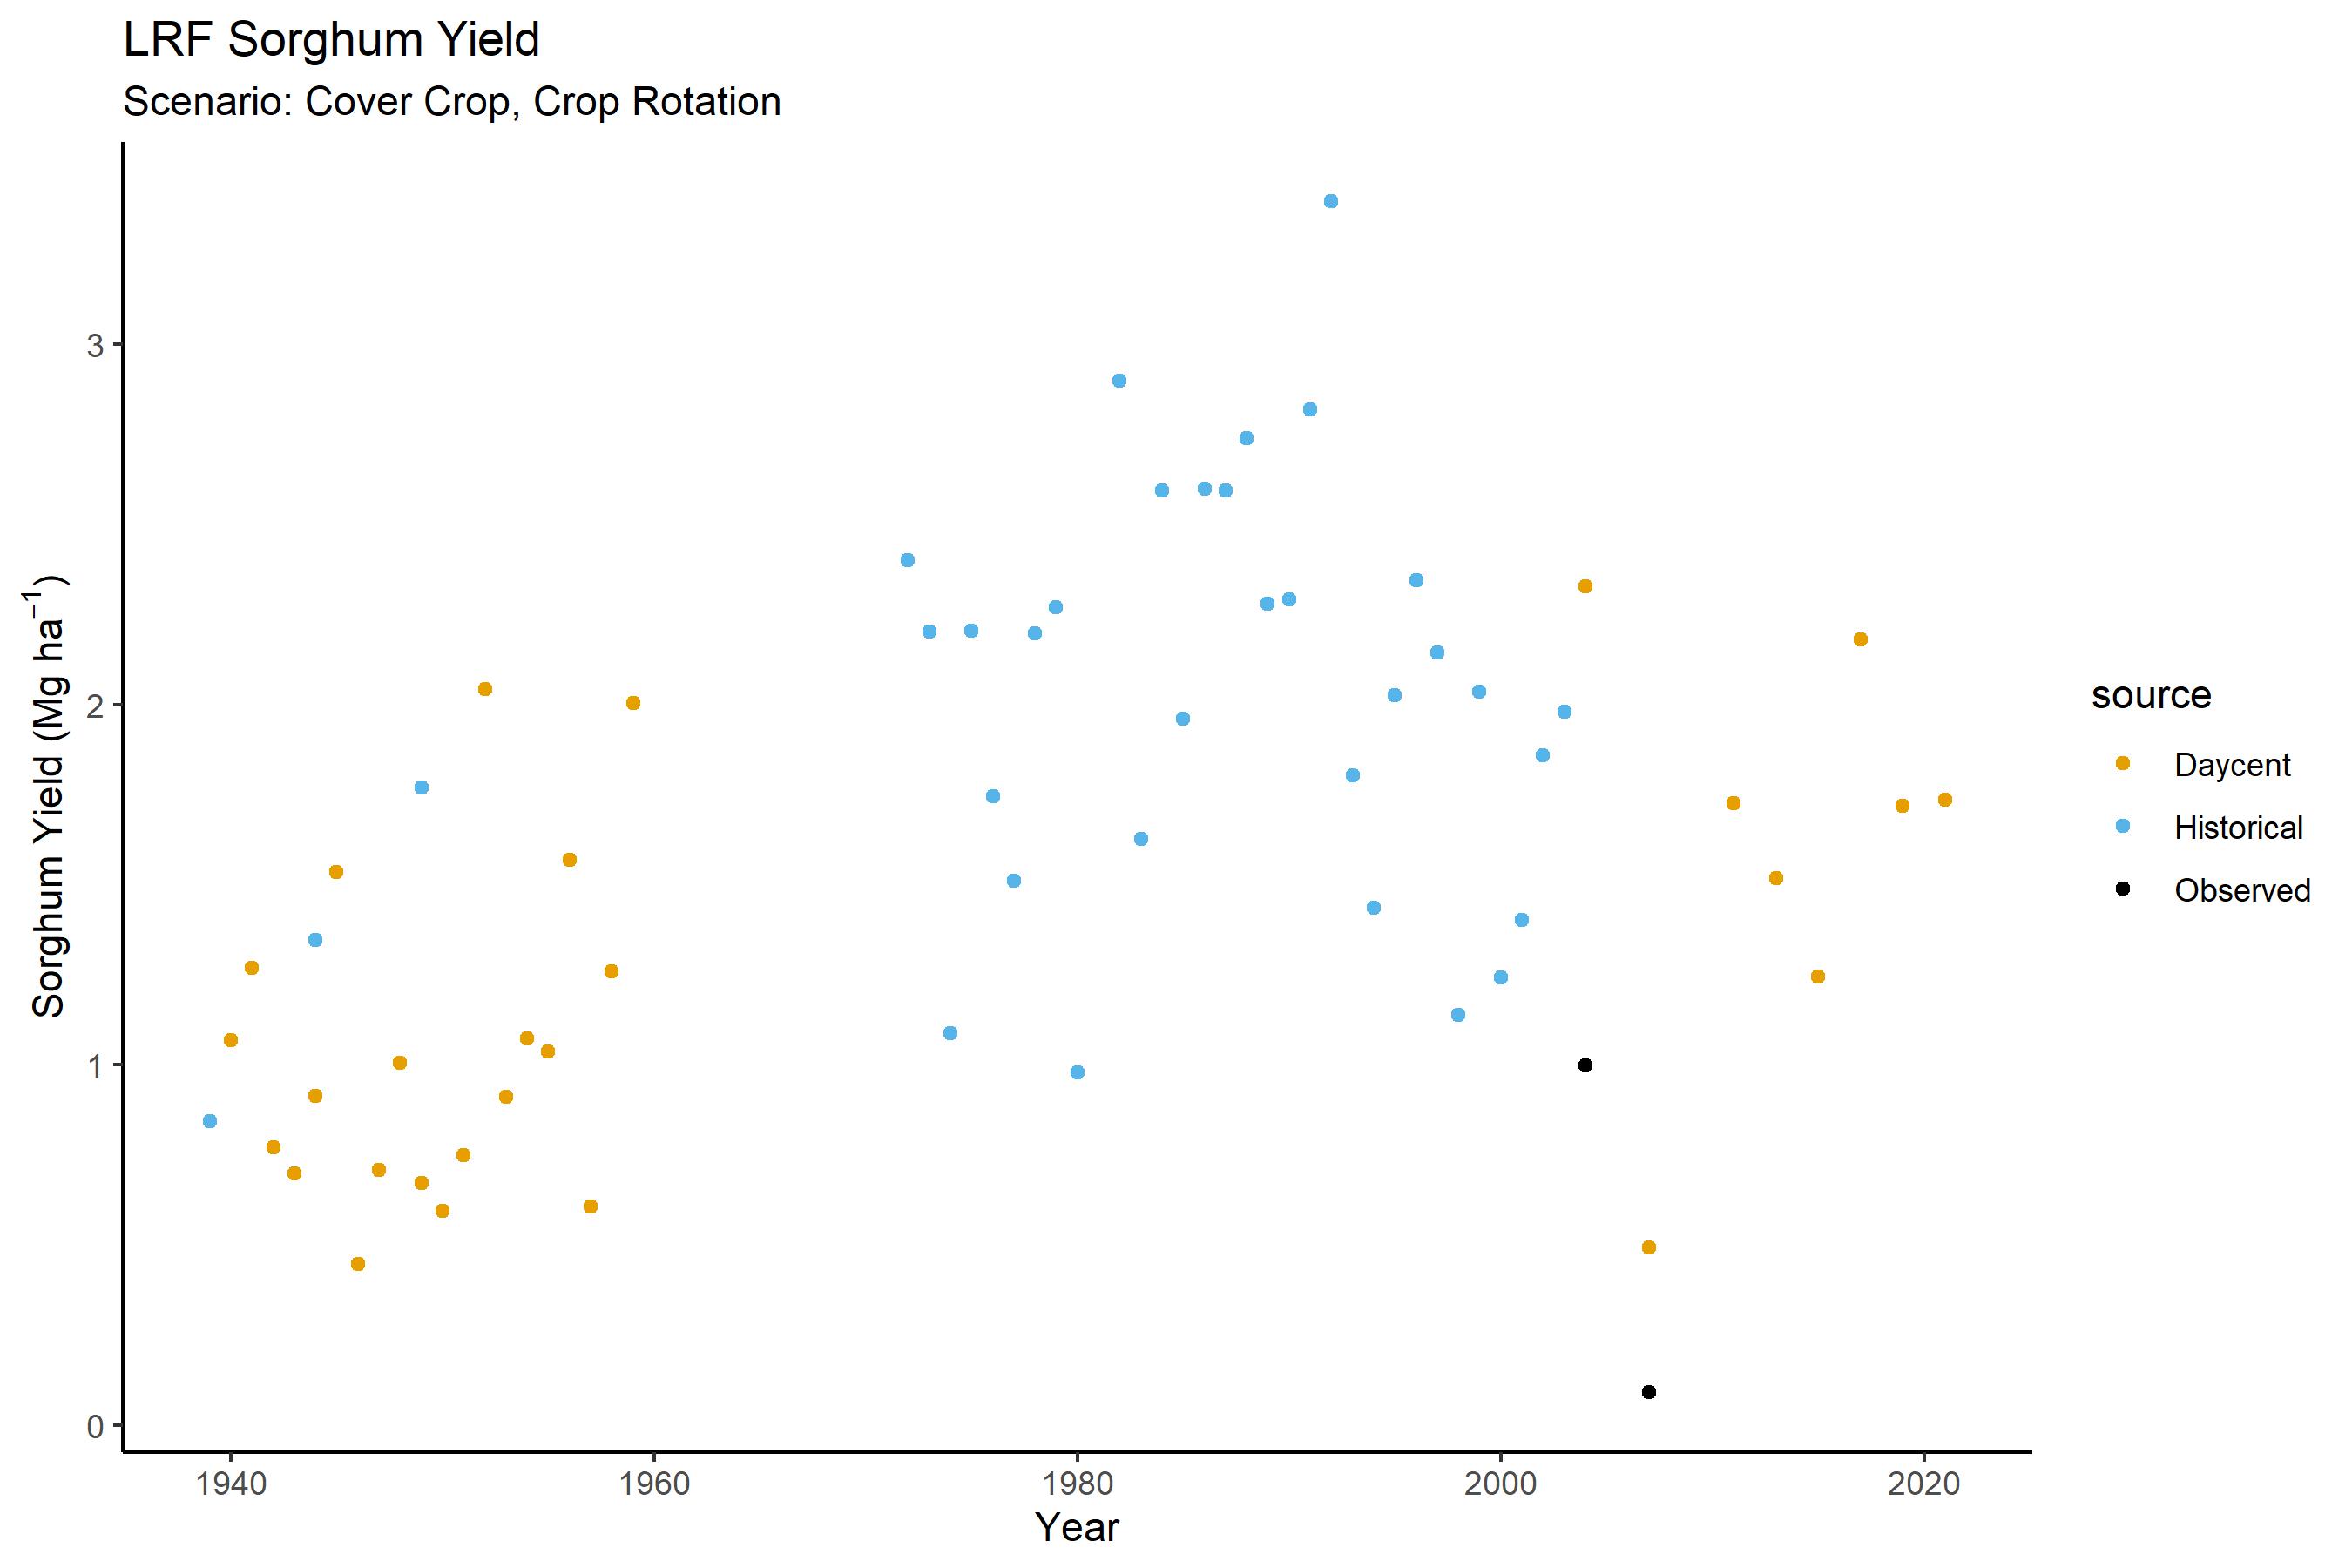 LRF Sorghum Yield
Scenario: Cover Crop, Crop Rotation
Sorghum Yield (Mg ha⁻¹)
3
2
1
0
1940 1960 1980 2000 2020
Year
source
Daycent
Historical
Observed